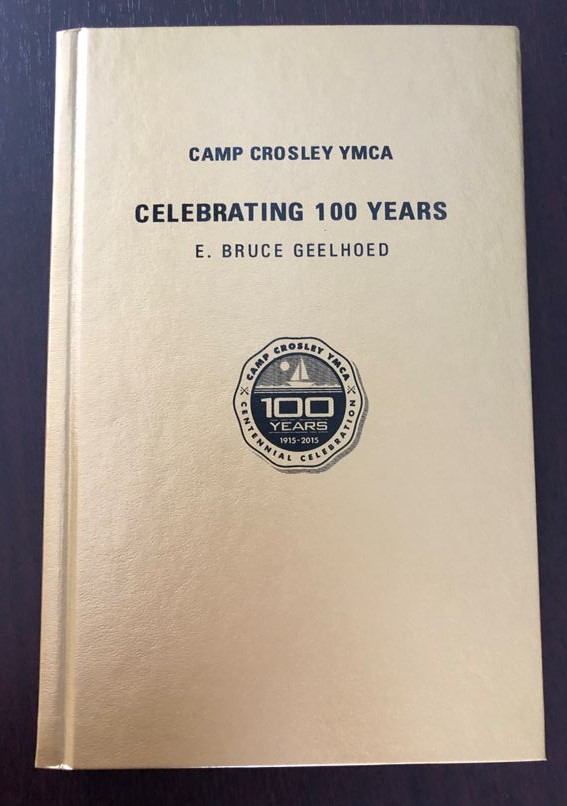 CAMP CROSLEY YMCA
CELEBRATING 100 YEARS
E. BRUCE GEELHOED
CAMP CROSLEY YMCA
100
YEARS
1915-2015
CENTENNIAL CELEBRATION